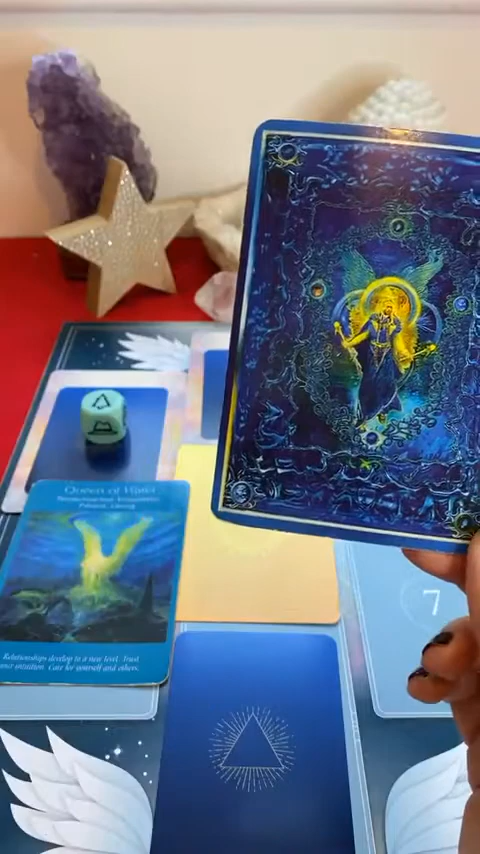 Queen of Water
Relationships develop to a new level. Trust
your intuition. Care for yourself and others.
7